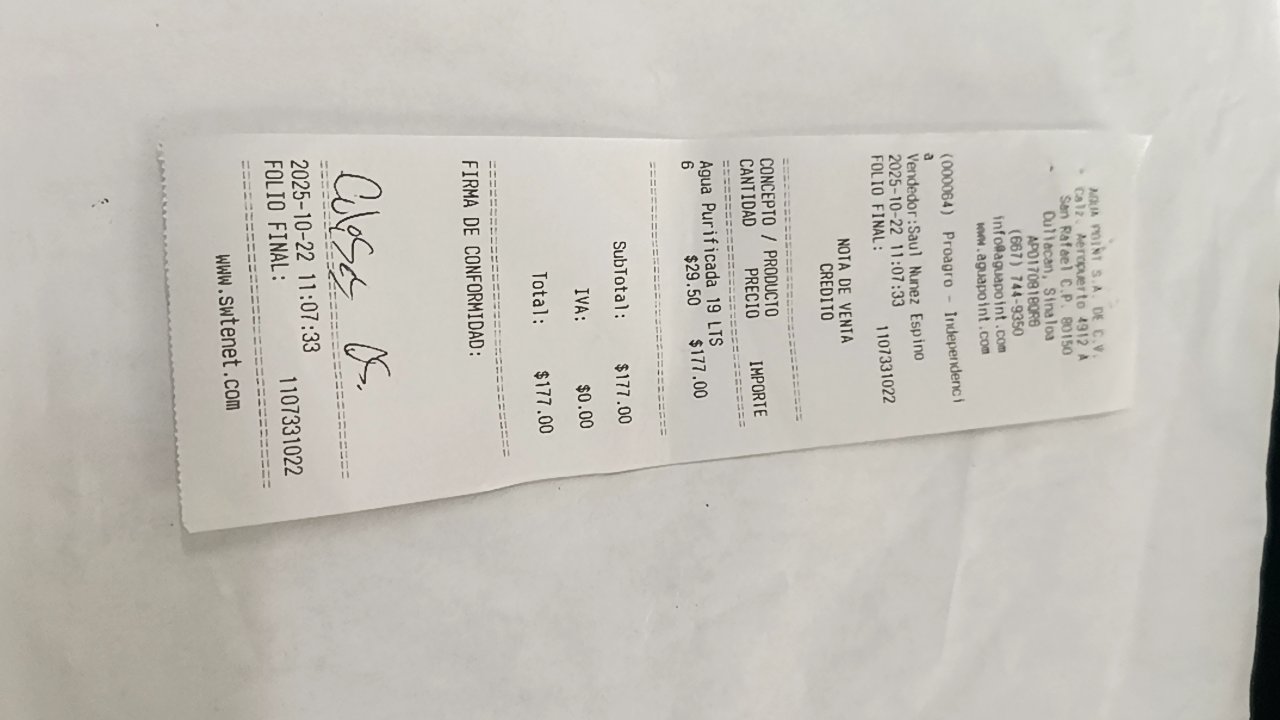 AQUA POINT S.A. DE C.V.
Calz. Aeropuerto 4912 A
San Rafael C.P. 80150
Culiacan, Sinaloa
(667) 744-9350
info@aguapoint.com
www.aguapoint.com
(000064) Proagro - Independenci
a
Vendedor:Saul Nunez Espino
2025-10-22 11:07:33
FOLIO FINAL: 1107331022
NOTA DE VENTA
CREDITO
CONCEPTO / PRODUCTO
CANTIDAD PRECIO IMPORTE
Agua Purificada 19 LTS
6 $29.50 $177.00
SubTotal: $177.00
IVA: $0.00
Total: $177.00
FIRMA DE CONFORMIDAD:
2025-10-22 11:07:33
FOLIO FINAL: 1107331022
www.swtenet.com